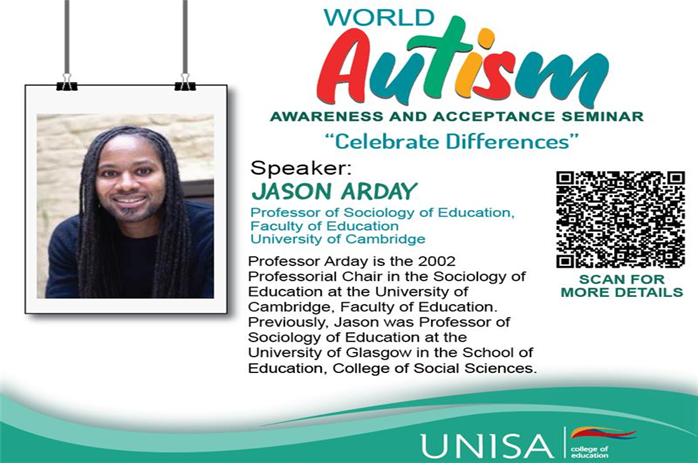 WORLD
Autism
AWARENESS AND ACCEPTANCE SEMINAR
“Celebrate Differences”
Speaker:
JASON ARDAY
Professor of Sociology of Education,
Faculty of Education
University of Cambridge
Professor Arday is the 2002
Professorial Chair in the Sociology of
Education at the University of
Cambridge, Faculty of Education.
Previously, Jason was Professor of
Sociology of Education at the
University of Glasgow in the School of
Education, College of Social Sciences.
SCAN FOR
MORE DETAILS
UNISA
college of
education